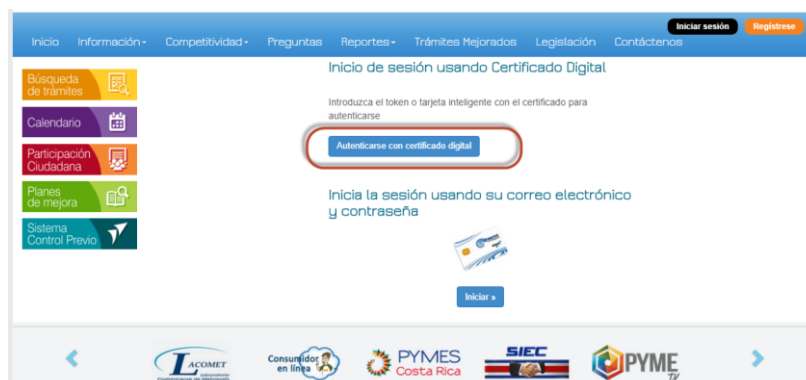 Iniciar sesión
Regístrese
Inicio
Información
Competitividad
Preguntas
Reportes
Trámites Mejorados
Legislación
Contáctenos
Búsqueda
de trámites
Calendario
Participación
Ciudadana
Planes
de mejora
Sistema
Control Previo
Inicio de sesión usando Certificado Digital
Introduzca el token o tarjeta inteligente con el certificado para
autenticarse
Autenticarse con certificado digital
Inicia la sesión usando su correo electrónico
y contraseña
Iniciar »
LACOMET
Consumidor
en línea
PYMES
Costa Rica
SIEC
PYME
TV